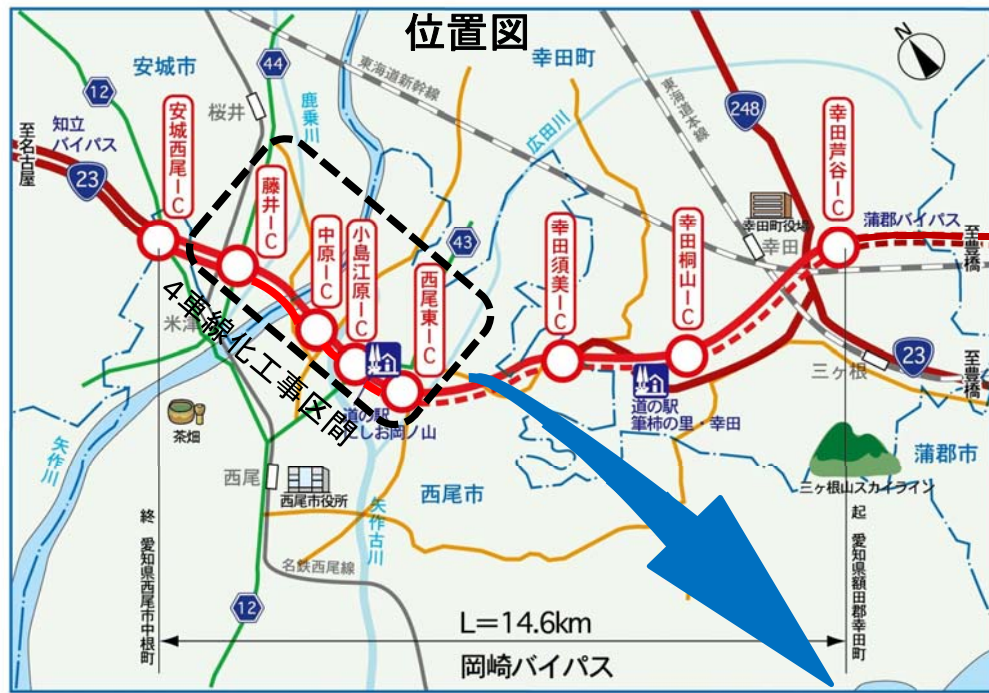 位置図
安城市
44
幸田町
N
12
桜井
東海道新幹線
東海道本線
248
鹿乗川
広田川
至名古屋
知立
バイパス
23
安城西尾IC
藤井IC
中原IC
小島江原IC
西尾東IC
43
幸田須美IC
幸田桐山IC
幸田芦谷IC
幸田町役場
幸田
蒲郡バイパス
至豊橋
4車線化工事区間
米津
三ヶ根
23
至豊橋
道の駅
にしお岡ノ山
道の駅
筆柿の里・幸田
茶畑
矢作川
西尾
西尾市役所
西尾市
矢作古川
三ヶ根山スカイライン
蒲郡市
名鉄西尾線
12
終 愛知県西尾市中根町
起 愛知県額田郡幸田町
L=14.6km
岡崎バイパス